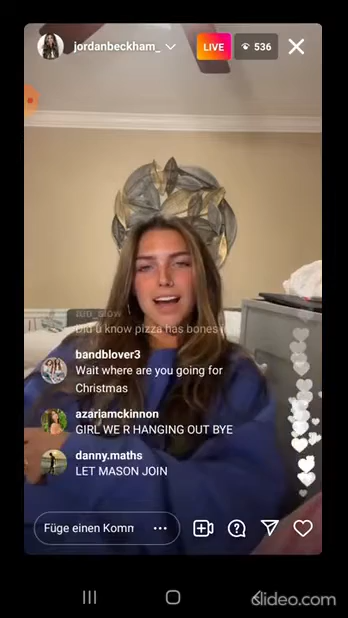 jordanbeckham_
LIVE
536
Did u know pizza has bones
bandblover3
Wait where are you going for
Christmas
azariamckinnon
GIRL WE R HANGING OUT BYE
danny.maths
LET MASON JOIN
Füge einen Komm
clideo.com